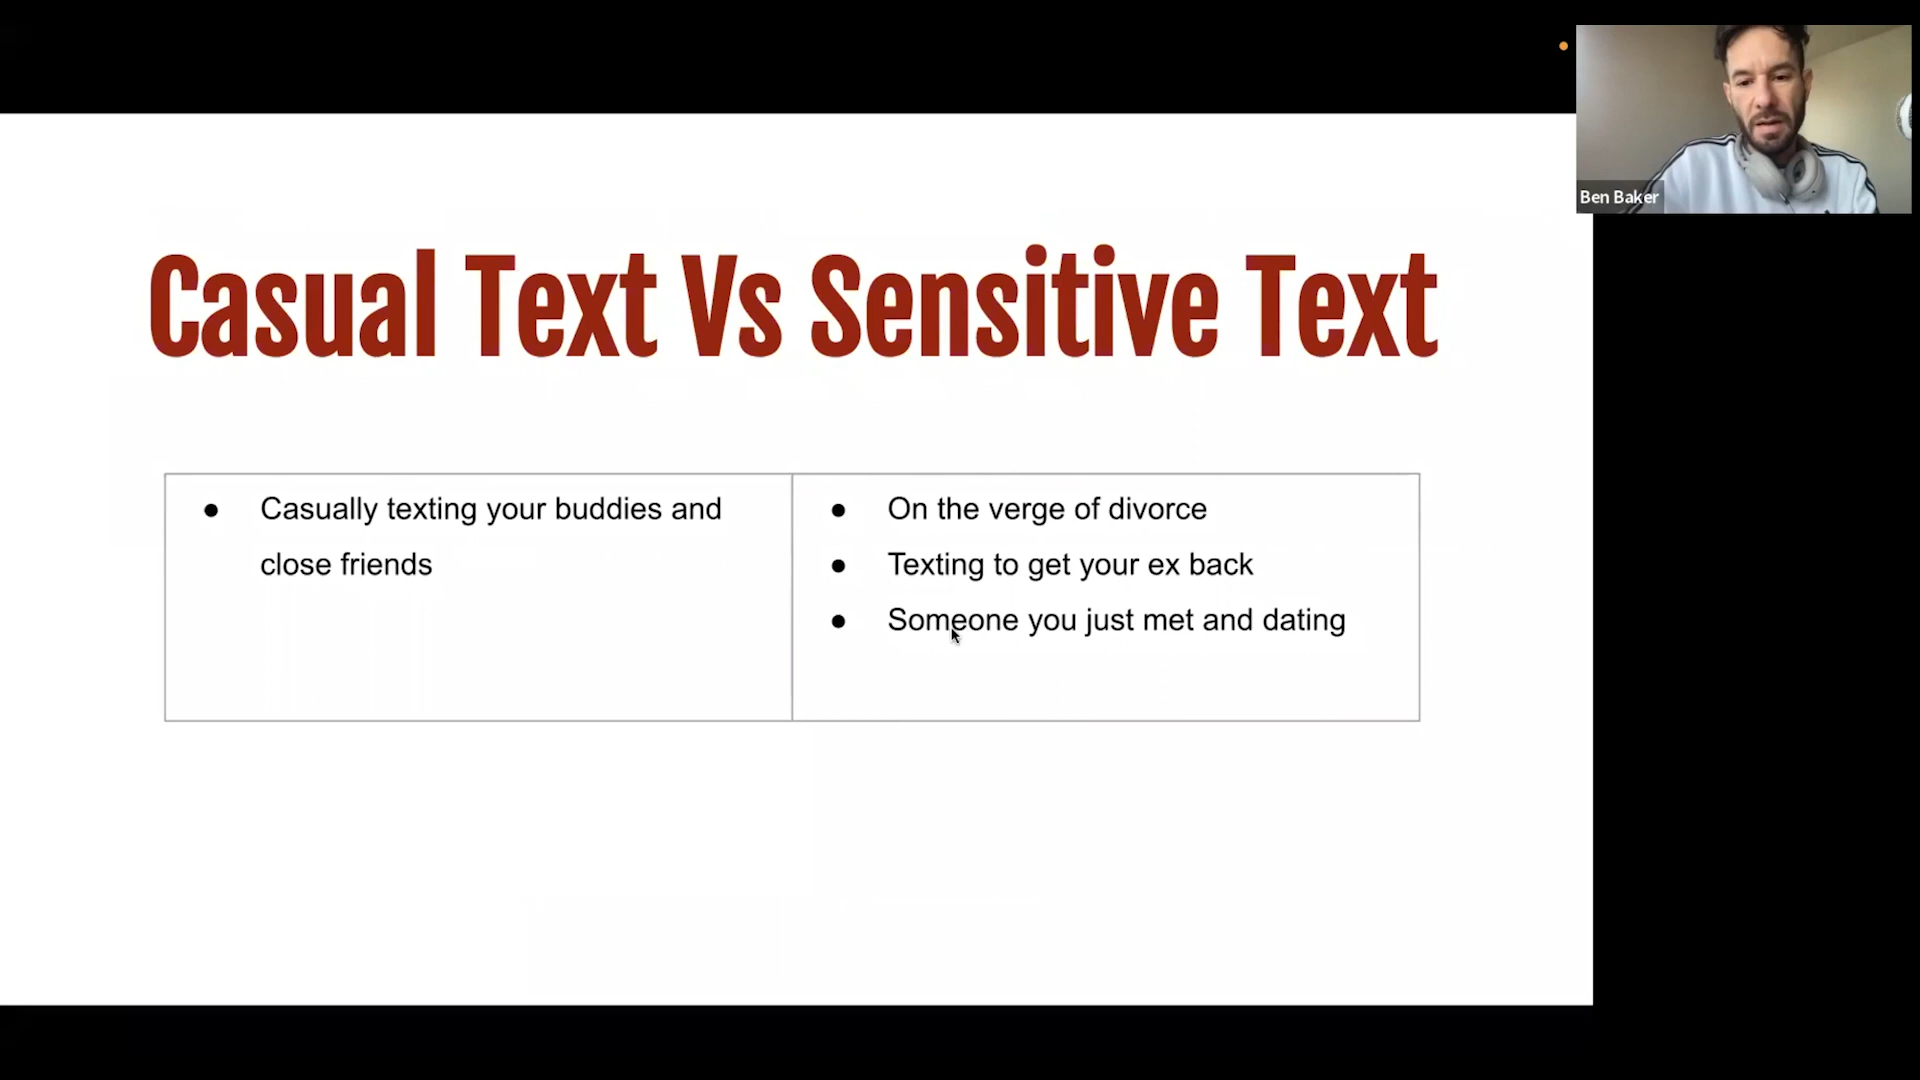 Ben Baker
Casual Text Vs Sensitive Text
● Casually texting your buddies and
close friends
● On the verge of divorce
● Texting to get your ex back
● Someone you just met and dating